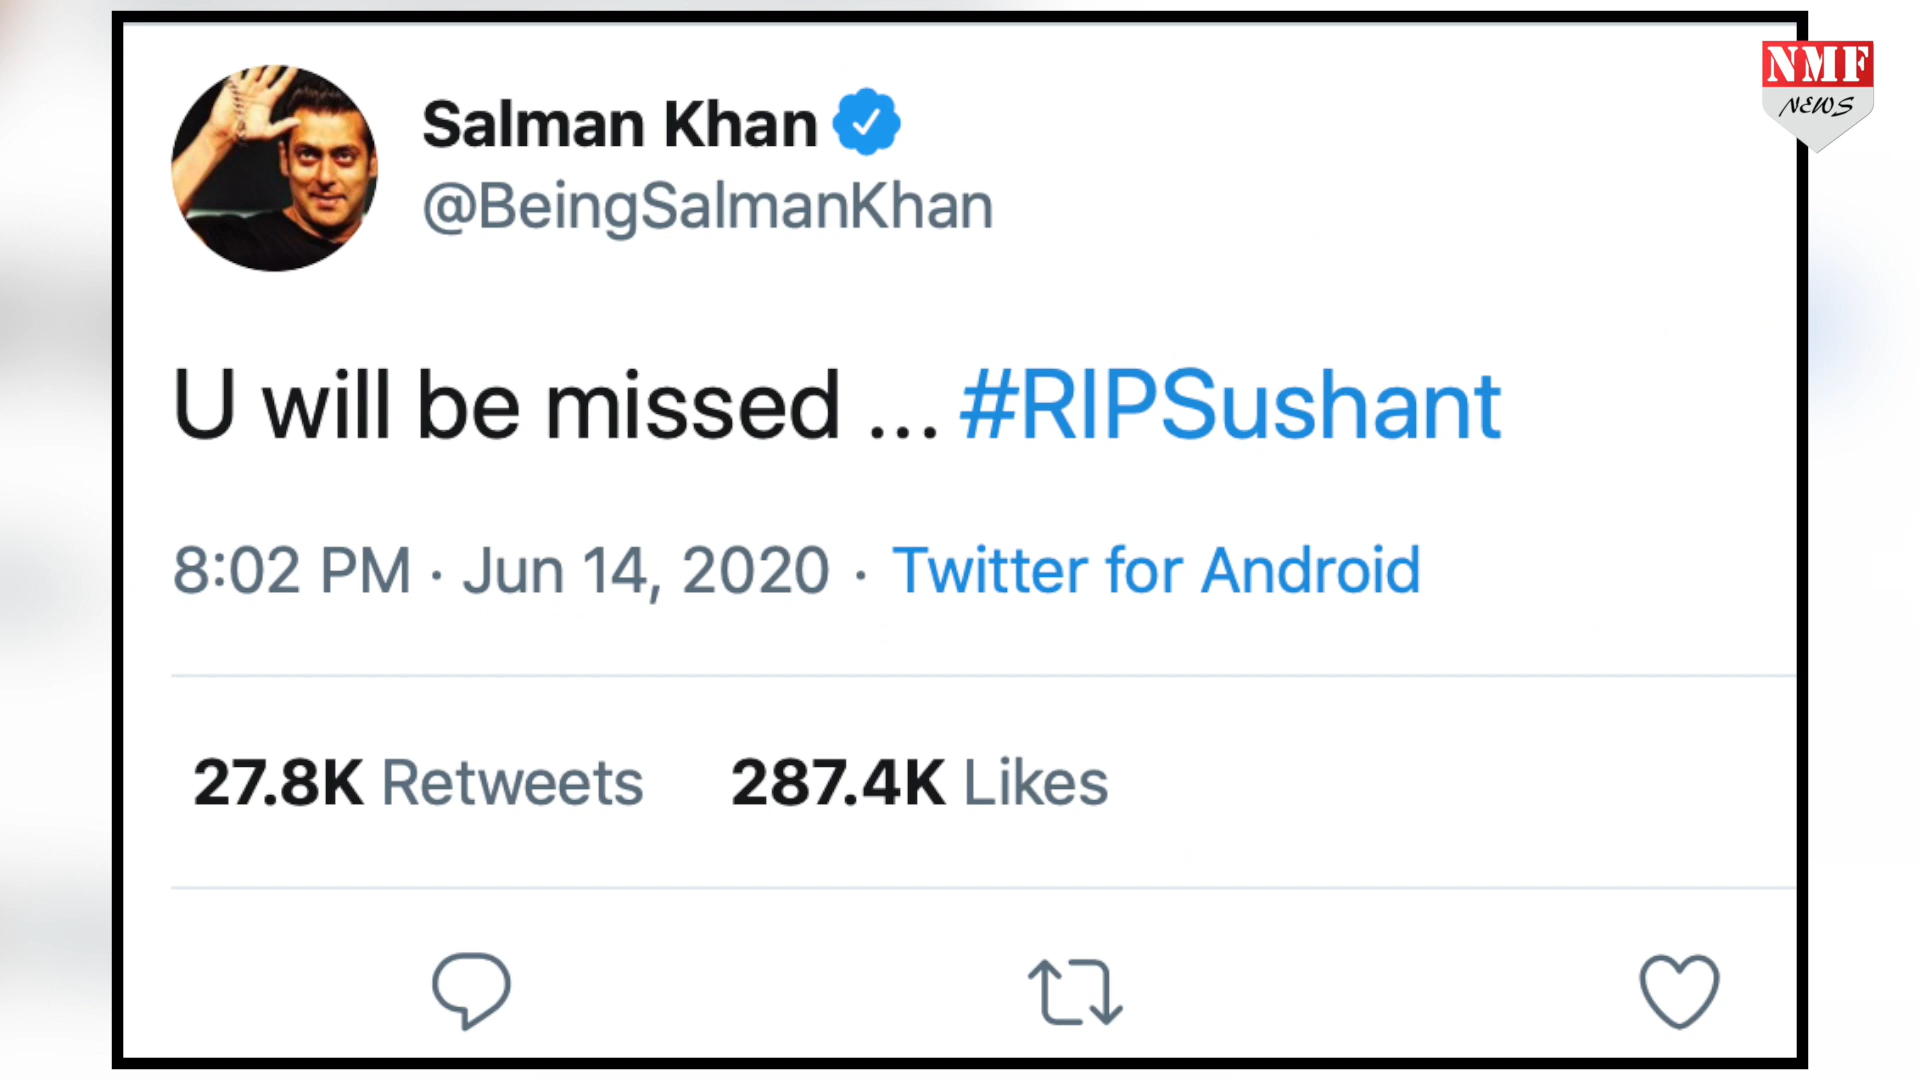 NMF
NEWS
Salman Khan
@BeingSalmanKhan
U will be missed ... #RIPSushant
8:02 PM · Jun 14, 2020 · Twitter for Android
27.8K Retweets 287.4K Likes